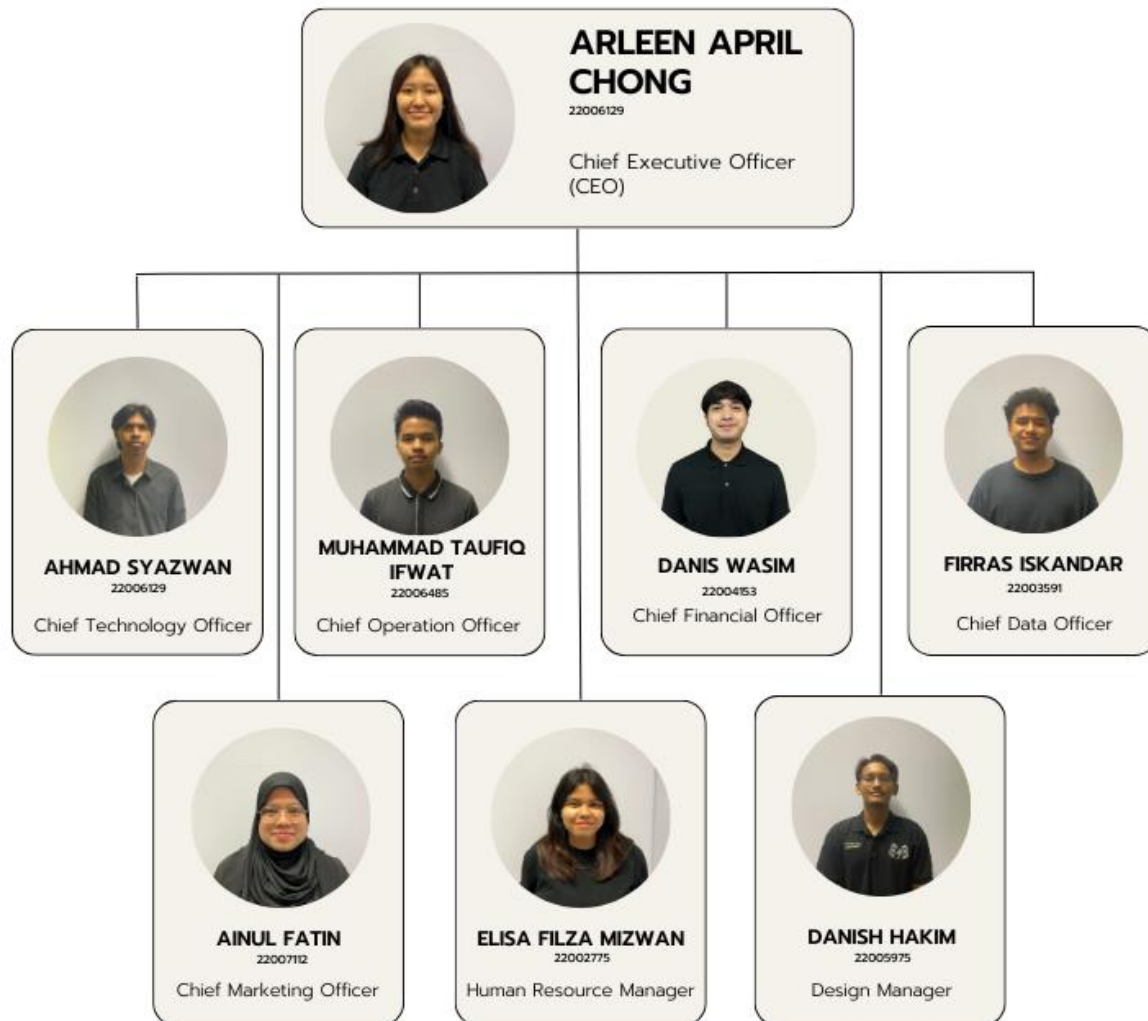 ARLEEN APRIL
CHONG
22006129
Chief Executive Officer
(CEO)
AHMAD SYAZWAN
22006129
Chief Technology Officer
MUHAMMAD TAUFIQ
IFWAT
22006485
Chief Operation Officer
DANIS WASIM
22004153
Chief Financial Officer
FIRRAS ISKANDAR
22003591
Chief Data Officer
AINUL FATIN
22007112
Chief Marketing Officer
ELISA FILZA MIZWAN
22002775
Human Resource Manager
DANISH HAKIM
22005975
Design Manager